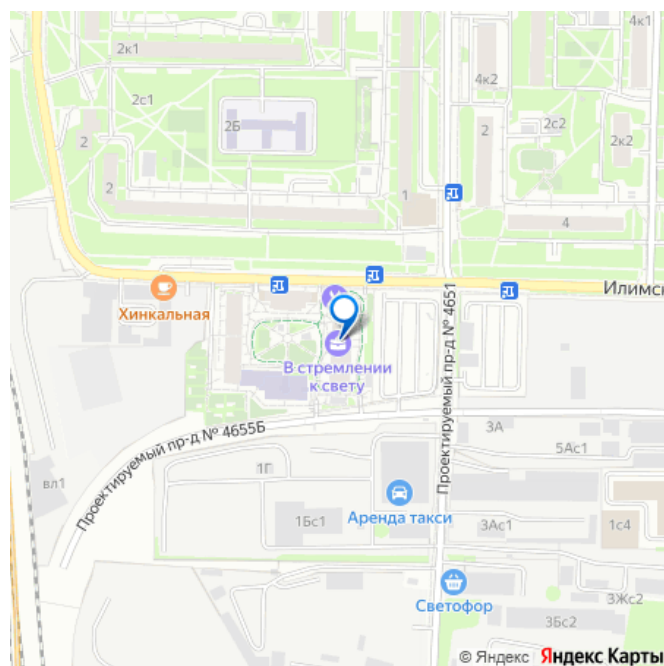 2к1
4к1
4к2
2с1
2Б
2
2с2
2к2
2
2
1
4
Илимск
Хинкальная
Проектируемый пр-д № 4651
В стремлении
к свету
Проектируемый пр-д № 4655Б
3А
5Ас1
1Г
вл1
Аренда такси
1Бс1
3Ас1
1с4
Светофор
3Жс2
3Бс2
© Яндекс Яндекс Карты